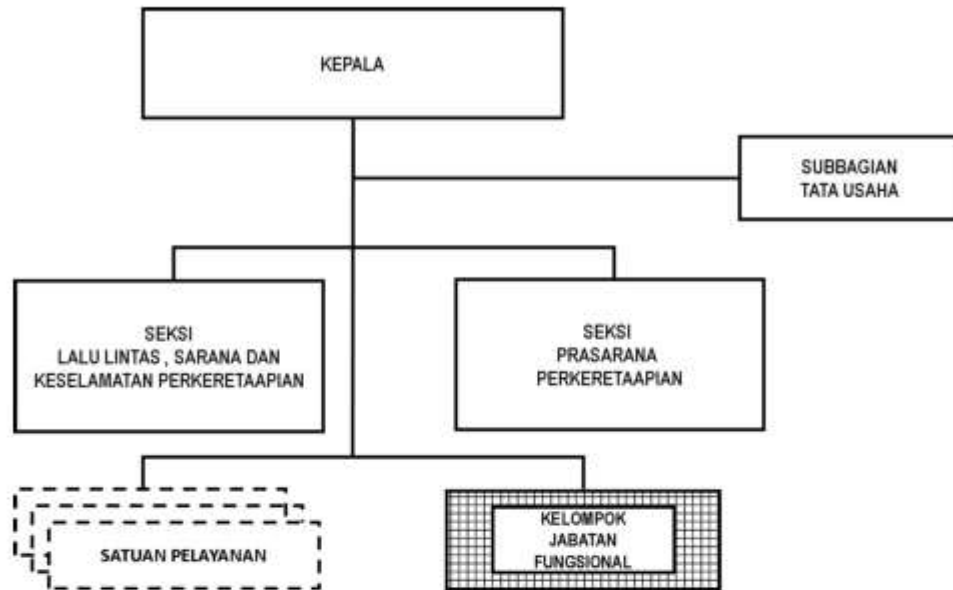 KEPALA
SUBBAGIAN
TATA USAHA
SEKSI
LALU LINTAS , SARANA DAN
KESELAMATAN PERKERETAAPIAN
SEKSI
PRASARANA
PERKERETAAPIAN
SATUAN PELAYANAN
KELOMPOK
JABATAN
FUNGSIONAL